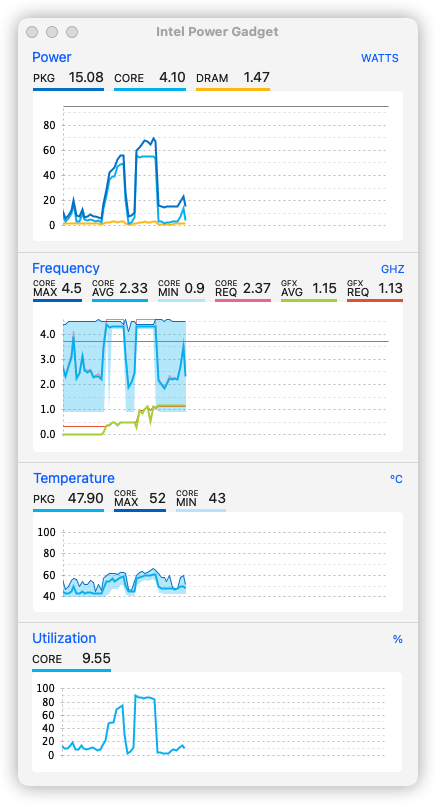 Intel Power Gadget
Power WATTS
PKG 15.08 CORE 4.10 DRAM 1.47
80
60
40
20
0
Frequency GHZ
CORE MAX 4.5 CORE AVG 2.33 CORE MIN 0.9 CORE REQ 2.37 GFX AVG 1.15 GFX REQ 1.13
4.0
3.0
2.0
1.0
0.0
Temperature °C
PKG 47.90 CORE MAX 52 CORE MIN 43
100
80
60
40
Utilization %
CORE 9.55
100
80
60
40
20
0